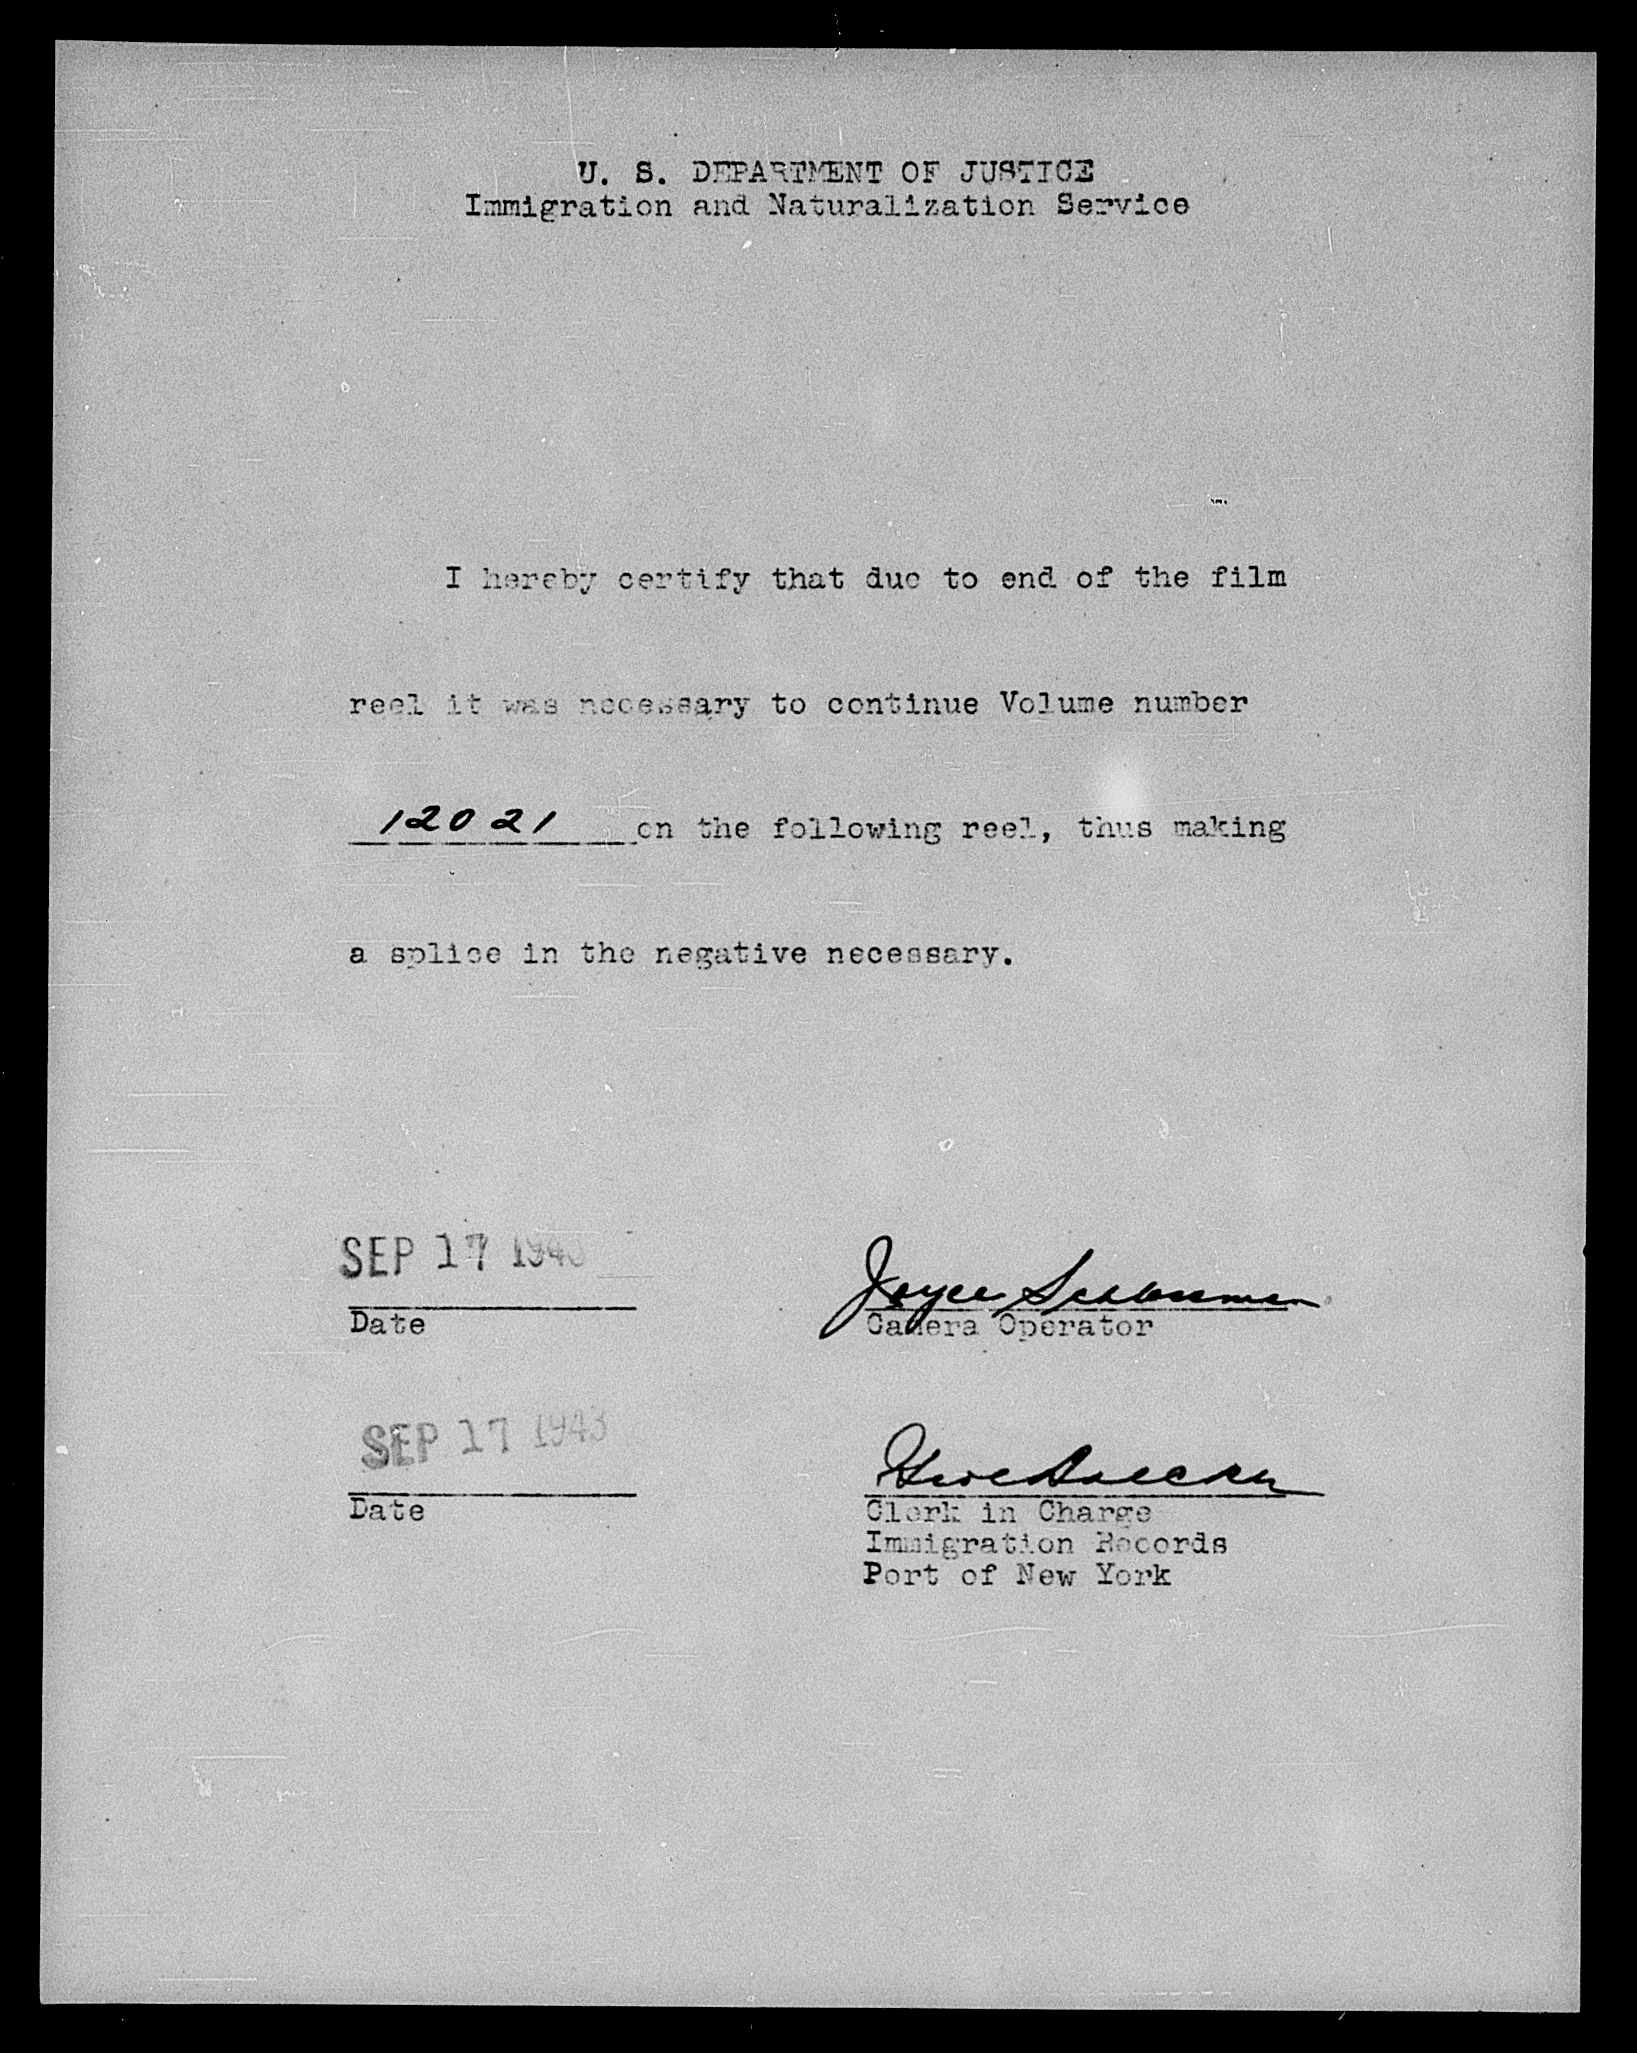 U. S. DEPARTMENT OF JUSTICE
Immigration and Naturalization Service
I hereby certify that due to end of the film
reel it was necessary to continue Volume number
12021 on the following reel, thus making
a splice in the negative necessary.
SEP 17 1943
Joyce
Date
Camera Operator
SEP 17 1943
Date
Clerk in Charge
Immigration Records
Port of New York